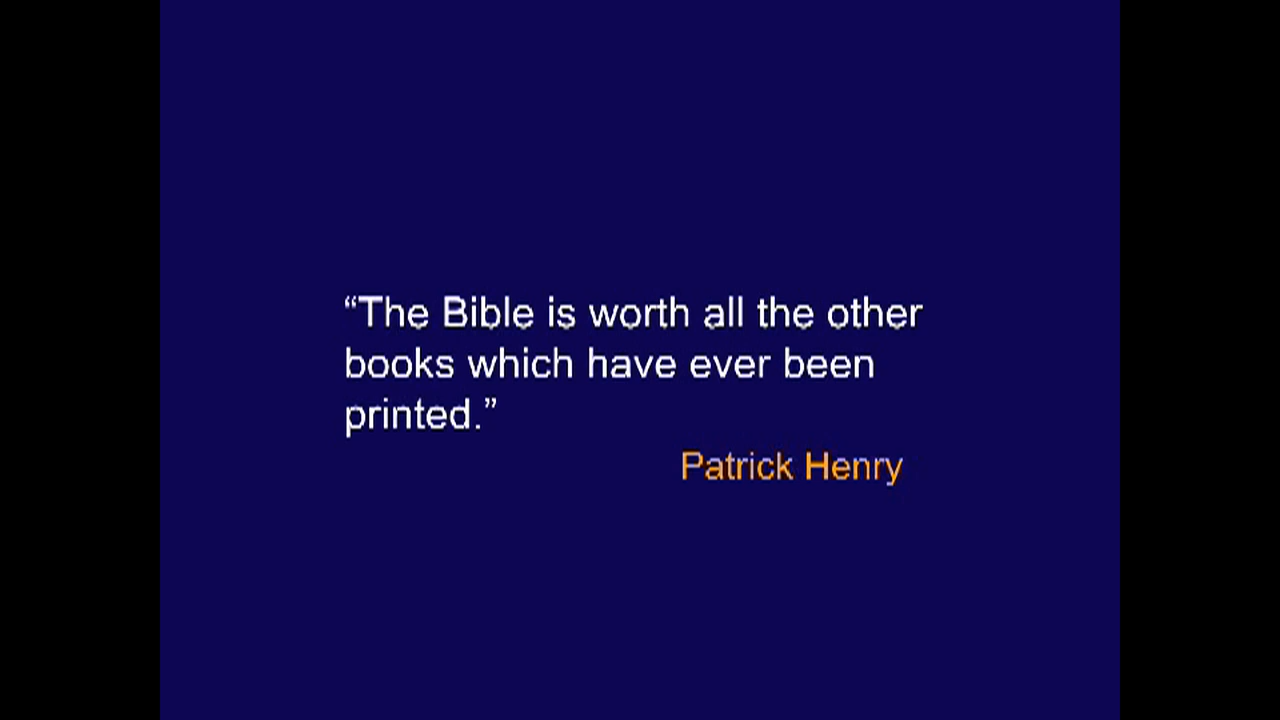 “The Bible is worth all the other
books which have ever been
printed.”
Patrick Henry